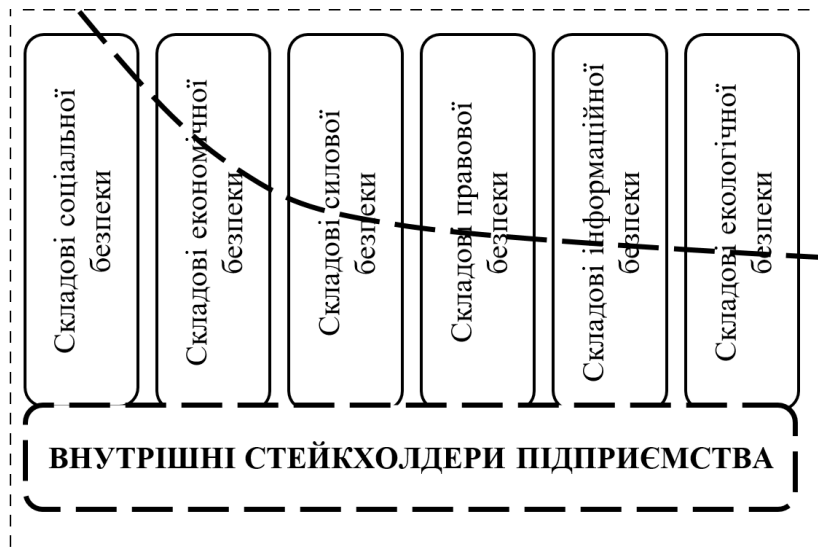 Складові соціальної
безпеки
Складові економічної
безпеки
Складові силової
безпеки
Складові правової
безпеки
Складові інформаційної
безпеки
Складові екологічної
безпеки
ВНУТРІШНІ СТЕЙКХОЛДЕРИ ПІДПРИЄМСТВА